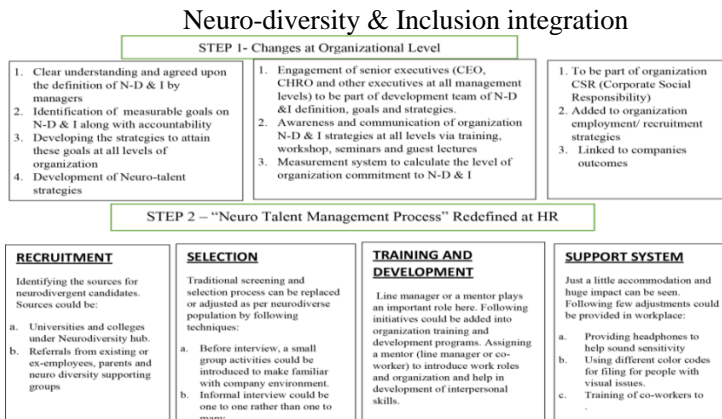 Neuro-diversity & Inclusion integration
STEP 1- Changes at Organizational Level
1. Clear understanding and agreed upon
the definition of N-D & I by
managers
2. Identification of measurable goals on
N-D & I along with accountability
3. Developing the strategies to attain
these goals at all levels of
organization
4. Development of Neuro-talent
strategies
1. Engagement of senior executives (CEO,
CHRO and other executives at all management
levels) to be part of development team of N-D
&I definition, goals and strategies.
2. Awareness and communication of organization
N-D & I strategies at all levels via training,
workshop, seminars and guest lectures
3. Measurement system to calculate the level of
organization commitment to N-D & I
1. To be part of organization
CSR (Corporate Social
Responsibility)
2. Added to organization
employment/ recruitment
strategies
3. Linked to companies
outcomes
STEP 2 – “Neuro Talent Management Process” Redefined at HR
RECRUITMENT
Identifying the sources for
neurodivergent candidates.
Sources could be:
a. Universities and colleges
under Neurodiversity hub.
b. Referrals from existing or
ex-employees, parents and
neuro diversity supporting
groups
SELECTION
Traditional screening and
selection process can be replaced
or adjusted as per neurodiverse
population by following
techniques:
a. Before interview, a small
group activities could be
introduced to make familiar
with company environment.
b. Informal interview could be
one to one rather than one to
many
TRAINING AND
DEVELOPMENT
Line manager or a mentor plays
an important role here. Following
initiatives could be added into
organization training and
development programs. Assigning
a mentor (line manager or co-
worker) to introduce work roles
and organization and help in
development of interpersonal
skills.
SUPPORT SYSTEM
Just a little accommodation and
huge impact can be seen.
Following few adjustments could
be provided in workplace:
a. Providing headphones to
help sound sensitivity
b. Using different color codes
for filing for people with
visual issues.
c. Training of co-workers to
.